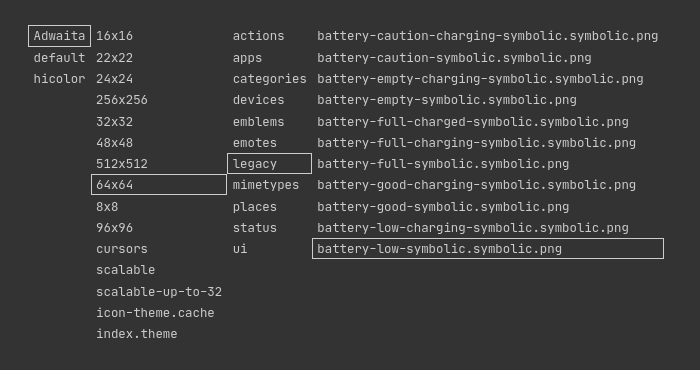 Adwaita 16x16 actions battery-caution-charging-symbolic.symbolic.png
default 22x22 apps battery-caution-symbolic.symbolic.png
hicolor 24x24 categories battery-empty-charging-symbolic.symbolic.png
256x256 devices battery-empty-symbolic.symbolic.png
32x32 emblems battery-full-charged-symbolic.symbolic.png
48x48 emotes battery-full-charging-symbolic.symbolic.png
512x512 legacy battery-full-symbolic.symbolic.png
64x64 mimetypes battery-good-charging-symbolic.symbolic.png
8x8 places battery-good-symbolic.symbolic.png
96x96 status battery-low-charging-symbolic.symbolic.png
cursors ui battery-low-symbolic.symbolic.png
scalable
scalable-up-to-32
icon-theme.cache
index.theme